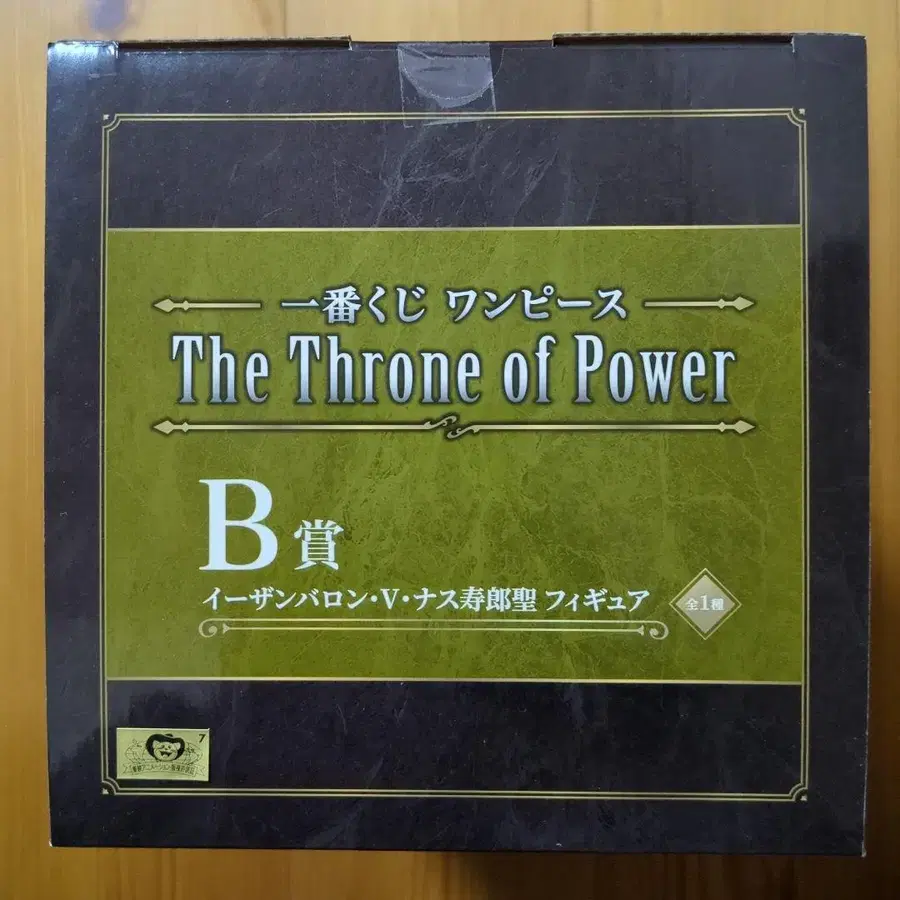 一番くじ ワンピース
The Throne of Power
B賞
イーザンバロン・V・ナス寿郎聖 フィギュア
全1種
7